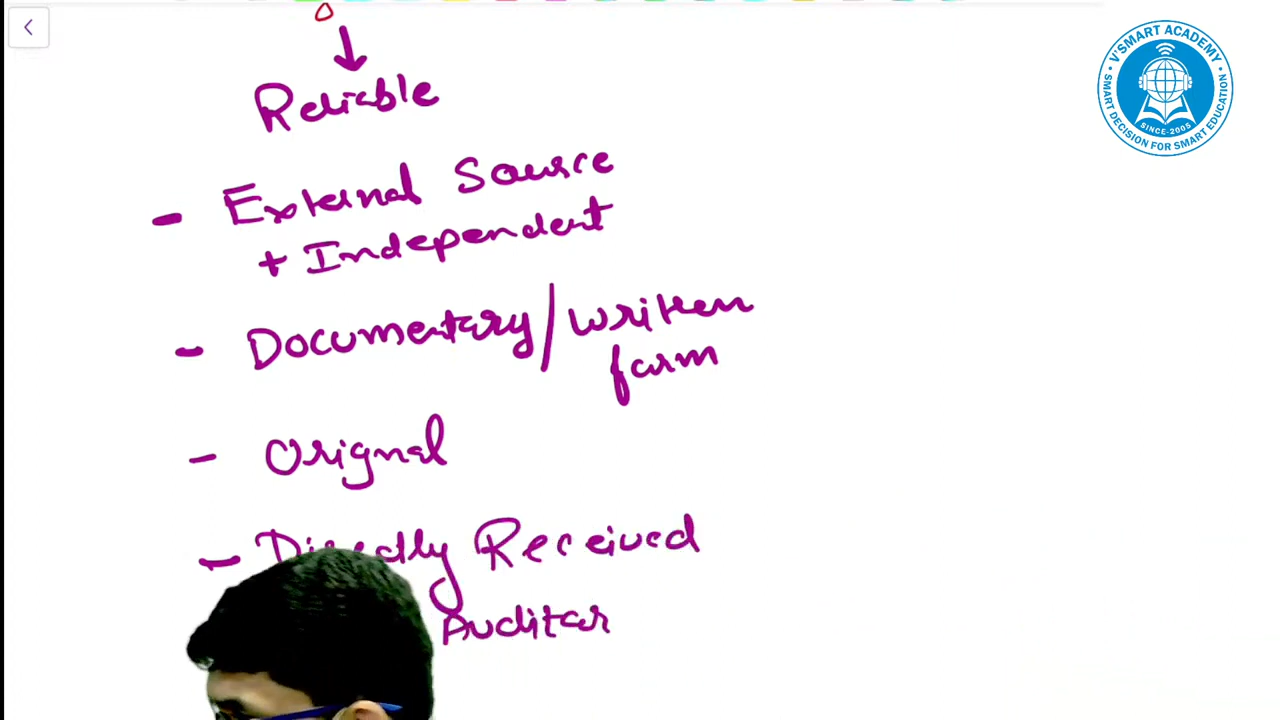 Reliable
- External Source
+ Independent
- Documentary/written
form
- Orignal
- Directly Received
Auditor
V'SMART ACADEMY
SINCE-2005
SMART DECISION FOR SMART EDUCATION